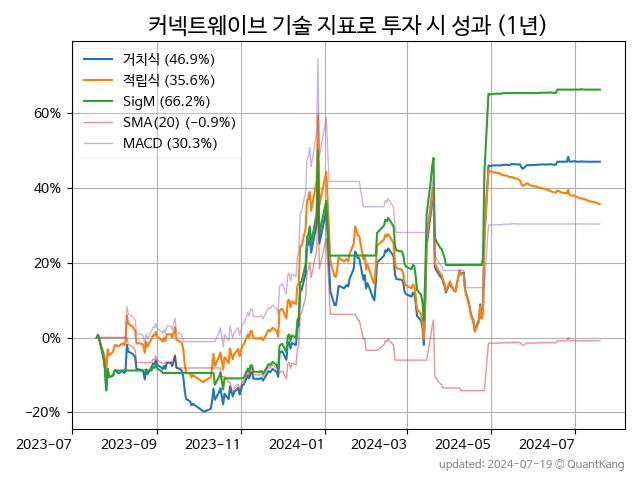 커넥트웨이브 기술 지표로 투자 시 성과 (1년)
거치식 (46.9%)
적립식 (35.6%)
SigM (66.2%)
SMA(20) (−0.9%)
MACD (30.3%)
60%
40%
20%
0%
−20%
2023-07
2023-09
2023-11
2024-01
2024-03
2024-05
2024-07
updated: 2024-07-19 © QuantKang